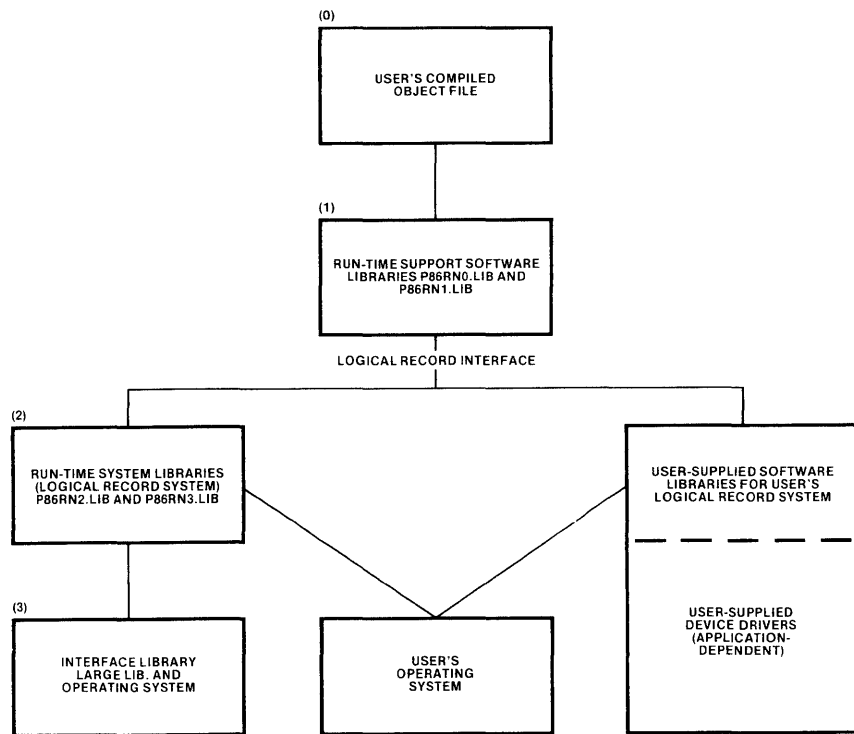 (0)
USER'S COMPILED
OBJECT FILE
(1)
RUN-TIME SUPPORT SOFTWARE
LIBRARIES P86RN0.LIB AND
P86RN1.LIB
LOGICAL RECORD INTERFACE
(2)
RUN-TIME SYSTEM LIBRARIES
(LOGICAL RECORD SYSTEM)
P86RN2.LIB AND P86RN3.LIB
USER-SUPPLIED SOFTWARE
LIBRARIES FOR USER'S
LOGICAL RECORD SYSTEM
(3)
INTERFACE LIBRARY
LARGE LIB. AND
OPERATING SYSTEM
USER'S
OPERATING
SYSTEM
USER-SUPPLIED
DEVICE DRIVERS
(APPLICATION-
DEPENDENT)